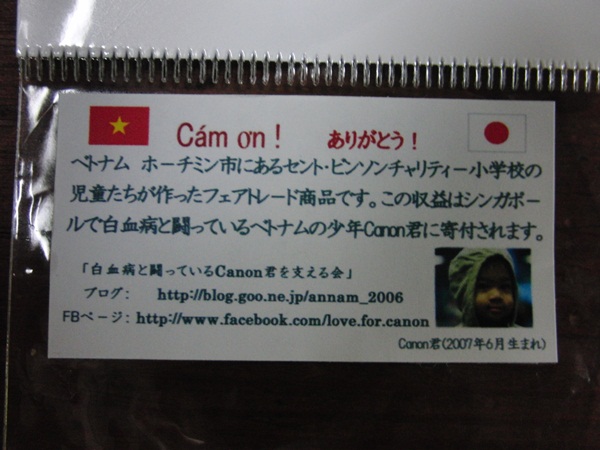 Cám ơn! ありがとう!
ベトナム ホーチミン市にあるセント・ビンソンチャリティー小学校の
児童たちが作ったフェアトレード商品です。この収益はシンガポー
ルで白血病と闘っているベトナムの少年Canon君に寄付されます。
「白血病と闘っているCanon君を支える会」
ブログ: http://blog.goo.ne.jp/annam_2006
FBページ: http://www.facebook.com/love.for.canon
Canon君(2007年6月生まれ)